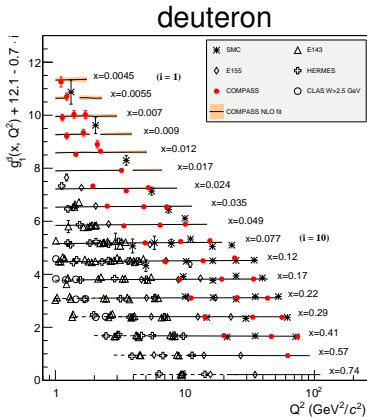 deuteron
g₁ᵈ(x, Q²) + 12.1 - 0.7 · i
12
10
8
6
4
2
0
SMC
E143
E155
HERMES
COMPASS
CLAS W>2.5 GeV
COMPASS NLO fit
x=0.0045 (i = 1)
x=0.0055
x=0.007
x=0.009
x=0.012
x=0.017
x=0.024
x=0.035
x=0.049
x=0.077 (i = 10)
x=0.12
x=0.17
x=0.22
x=0.29
x=0.41
x=0.57
x=0.74
1 10 10²
Q² (GeV²/c²)